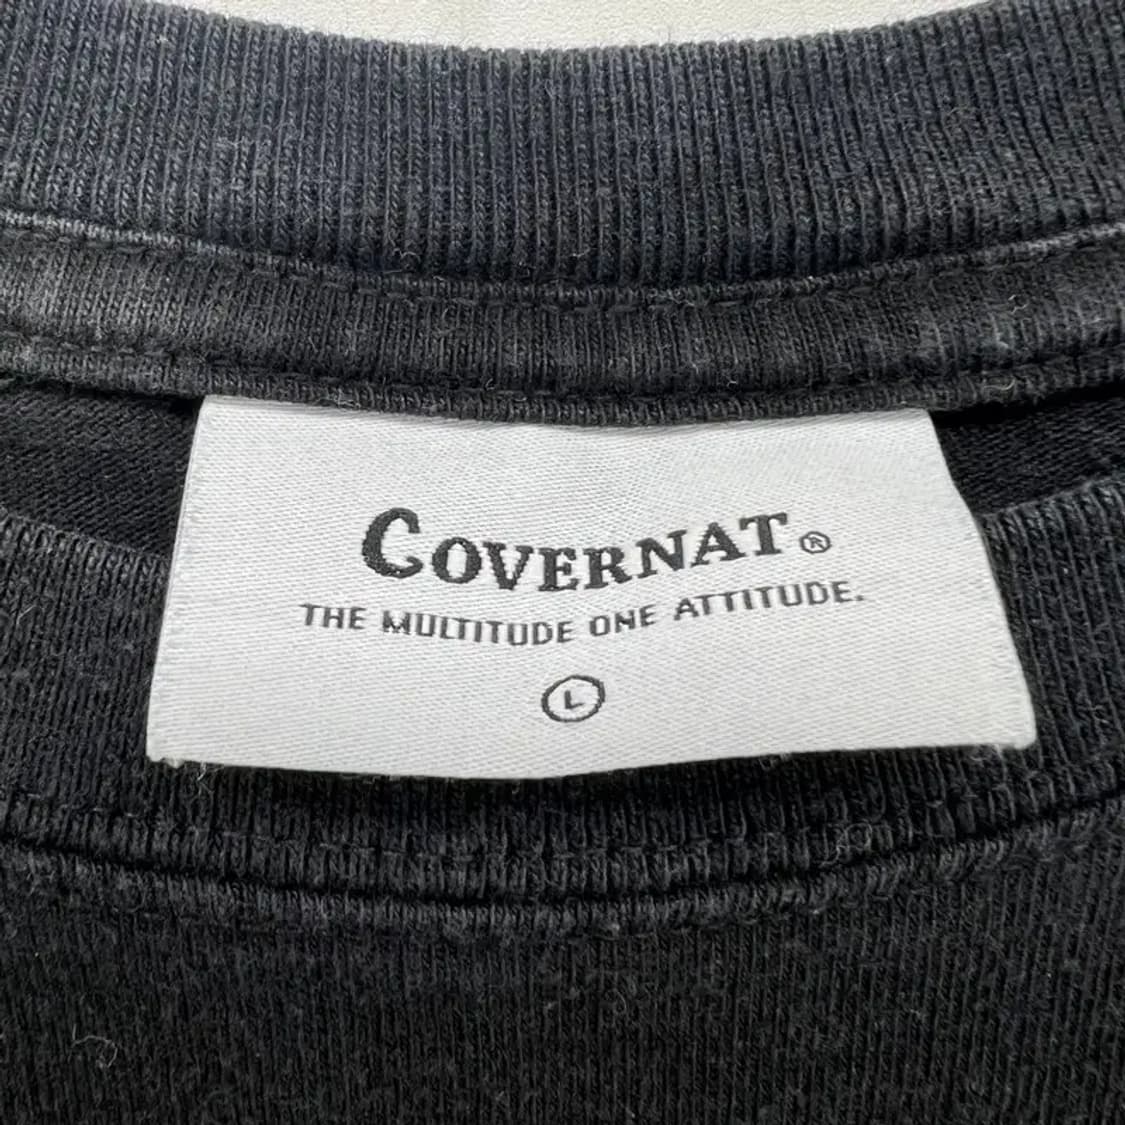 COVERNAT®
THE MULTITUDE ONE ATTITUDE.
L